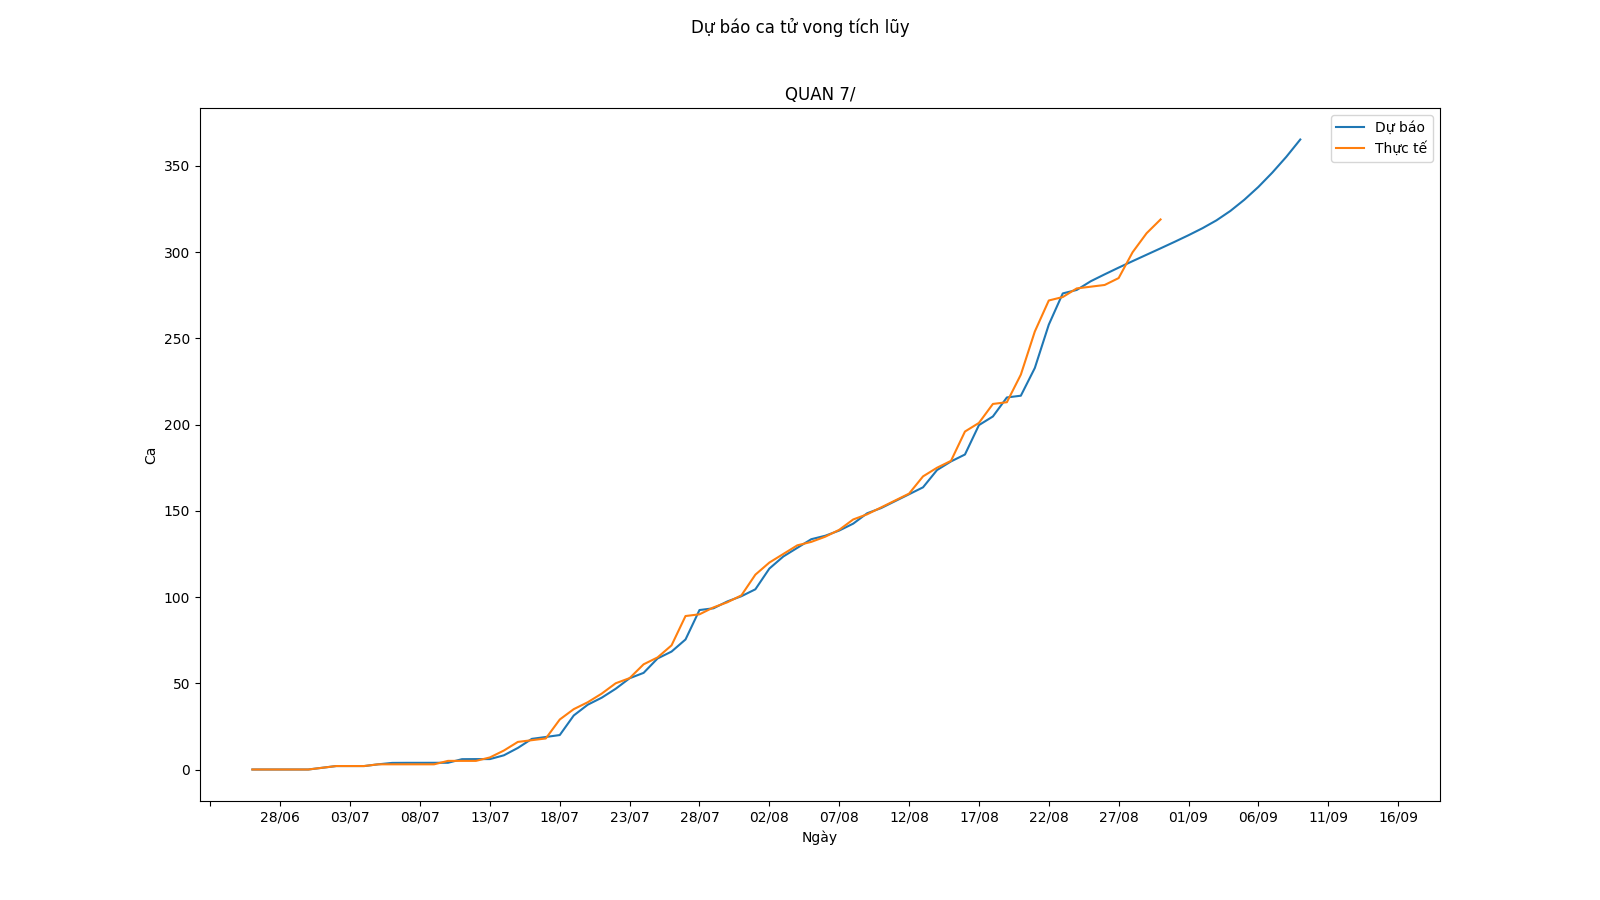 Dự báo ca tử vong tích lũy
QUAN 7/
Dự báo
Thực tế
350
300
250
200
150
100
50
0
Ca
28/06 03/07 08/07 13/07 18/07 23/07 28/07 02/08 07/08 12/08 17/08 22/08 27/08 01/09 06/09 11/09 16/09
Ngày